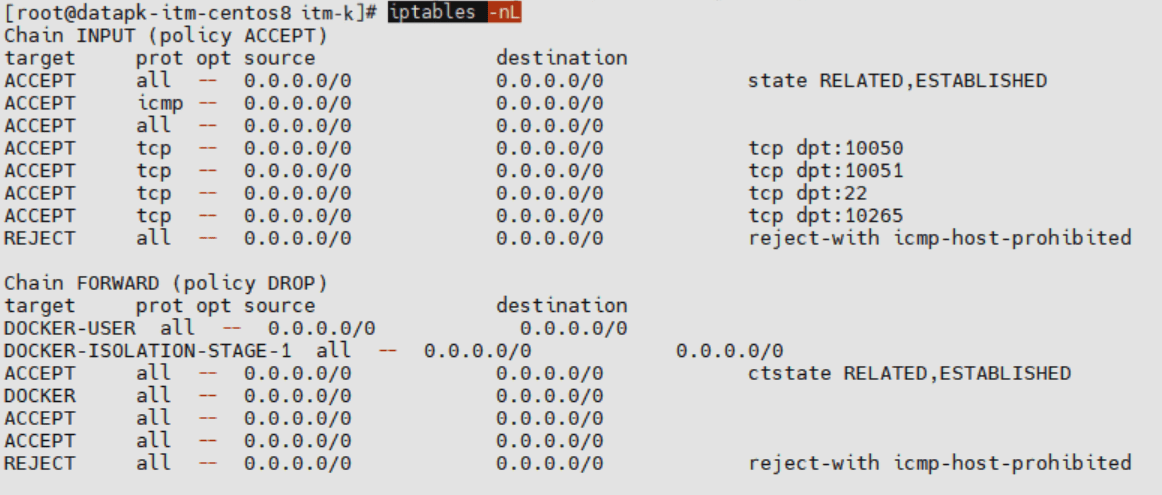 [root@datapk-itm-centos8 itm-k]# iptables -nL
Chain INPUT (policy ACCEPT)
target     prot opt source               destination
ACCEPT     all  --  0.0.0.0/0            0.0.0.0/0            state RELATED,ESTABLISHED
ACCEPT     icmp --  0.0.0.0/0            0.0.0.0/0
ACCEPT     all  --  0.0.0.0/0            0.0.0.0/0
ACCEPT     tcp  --  0.0.0.0/0            0.0.0.0/0            tcp dpt:10050
ACCEPT     tcp  --  0.0.0.0/0            0.0.0.0/0            tcp dpt:10051
ACCEPT     tcp  --  0.0.0.0/0            0.0.0.0/0            tcp dpt:22
ACCEPT     tcp  --  0.0.0.0/0            0.0.0.0/0            tcp dpt:10265
REJECT     all  --  0.0.0.0/0            0.0.0.0/0            reject-with icmp-host-prohibited

Chain FORWARD (policy DROP)
target     prot opt source               destination
DOCKER-USER  all  --  0.0.0.0/0            0.0.0.0/0
DOCKER-ISOLATION-STAGE-1  all  --  0.0.0.0/0            0.0.0.0/0
ACCEPT     all  --  0.0.0.0/0            0.0.0.0/0            ctstate RELATED,ESTABLISHED
DOCKER     all  --  0.0.0.0/0            0.0.0.0/0
ACCEPT     all  --  0.0.0.0/0            0.0.0.0/0
ACCEPT     all  --  0.0.0.0/0            0.0.0.0/0
REJECT     all  --  0.0.0.0/0            0.0.0.0/0            reject-with icmp-host-prohibited